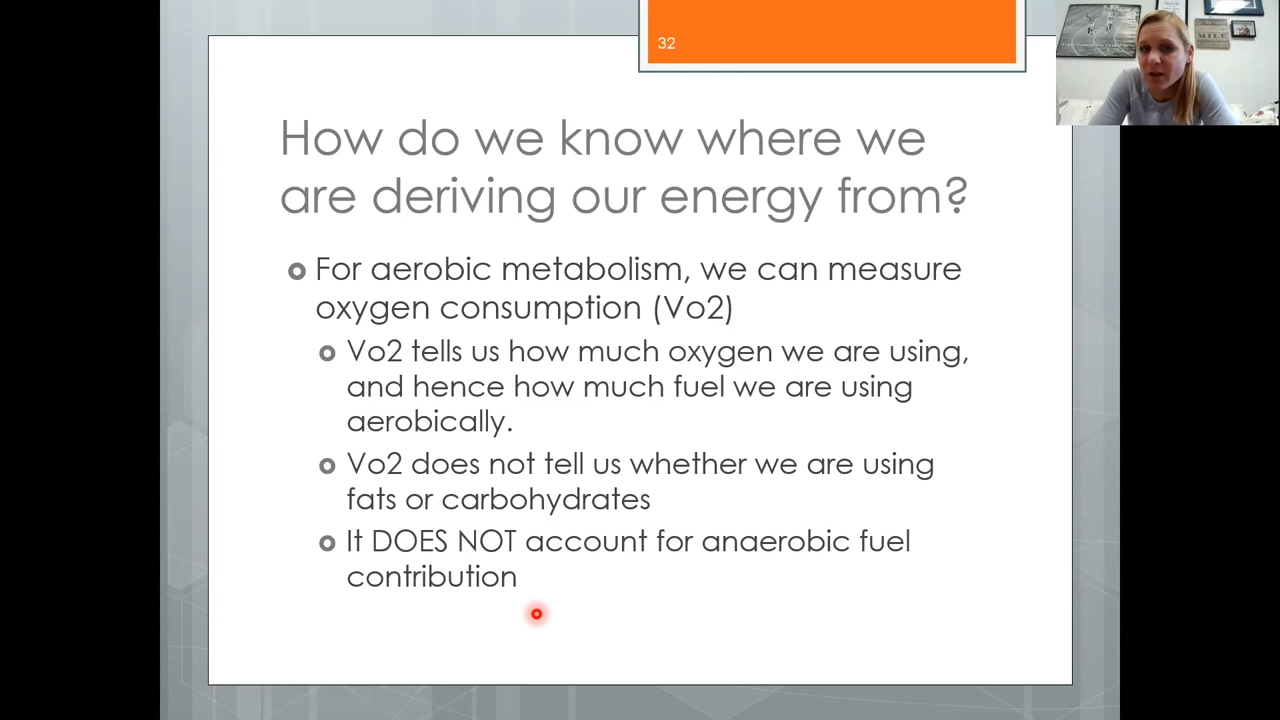 32
How do we know where we
are deriving our energy from?
For aerobic metabolism, we can measure
oxygen consumption (Vo2)
Vo2 tells us how much oxygen we are using,
and hence how much fuel we are using
aerobically.
Vo2 does not tell us whether we are using
fats or carbohydrates
It DOES NOT account for anaerobic fuel
contribution